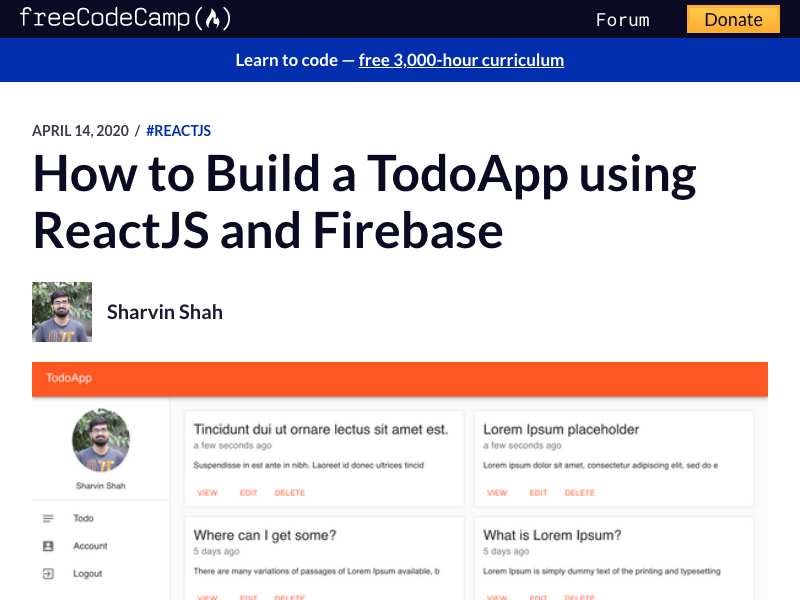 freeCodeCamp(🔥)
Forum
Donate
Learn to code — free 3,000-hour curriculum
APRIL 14, 2020 / #REACTJS
How to Build a TodoApp using
ReactJS and Firebase
Sharvin Shah
TodoApp
Sharvin Shah
Todo
Account
Logout
Tincidunt dui ut ornare lectus sit amet est.
a few seconds ago
Suspendisse in est ante in nibh. Laoreet id donec ultrices tincid
VIEW EDIT DELETE
Lorem Ipsum placeholder
a few seconds ago
Lorem ipsum dolor sit amet, consectetur adipiscing elit, sed do e
VIEW EDIT DELETE
Where can I get some?
5 days ago
There are many variations of passages of Lorem Ipsum available, b
VIEW EDIT DELETE
What is Lorem Ipsum?
5 days ago
Lorem Ipsum is simply dummy text of the printing and typesetting
VIEW EDIT DELETE